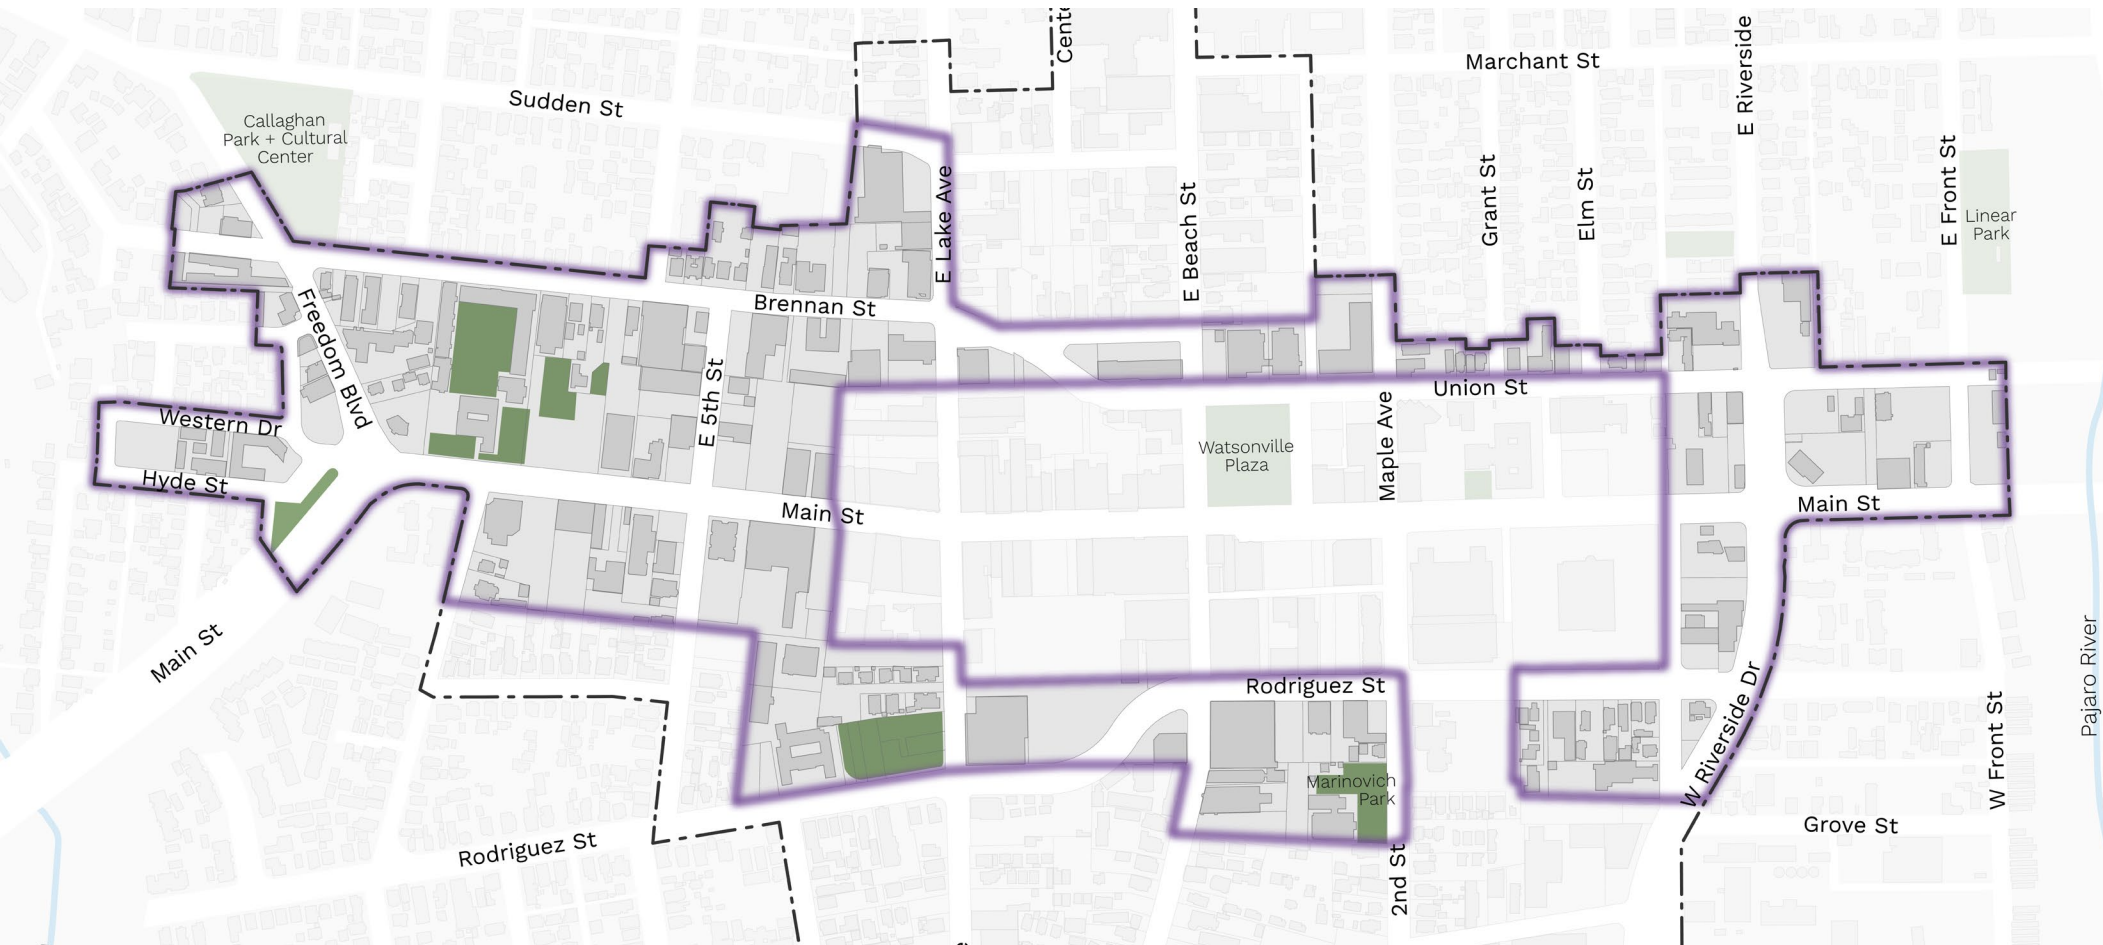 Cente
Marchant St
E Riverside
Sudden St
Callaghan
Park + Cultural
Center
E Lake Ave
E Beach St
Grant St
Elm St
E Front St
Linear
Park
Brennan St
Freedom Blvd
E 5th St
Union St
Western Dr
Hyde St
Watsonville
Plaza
Maple Ave
Main St
Main St
Main St
Rodriguez St
Marinovich
Park
W Riverside Dr
W Front St
Pajaro River
Rodriguez St
2nd St
Grove St